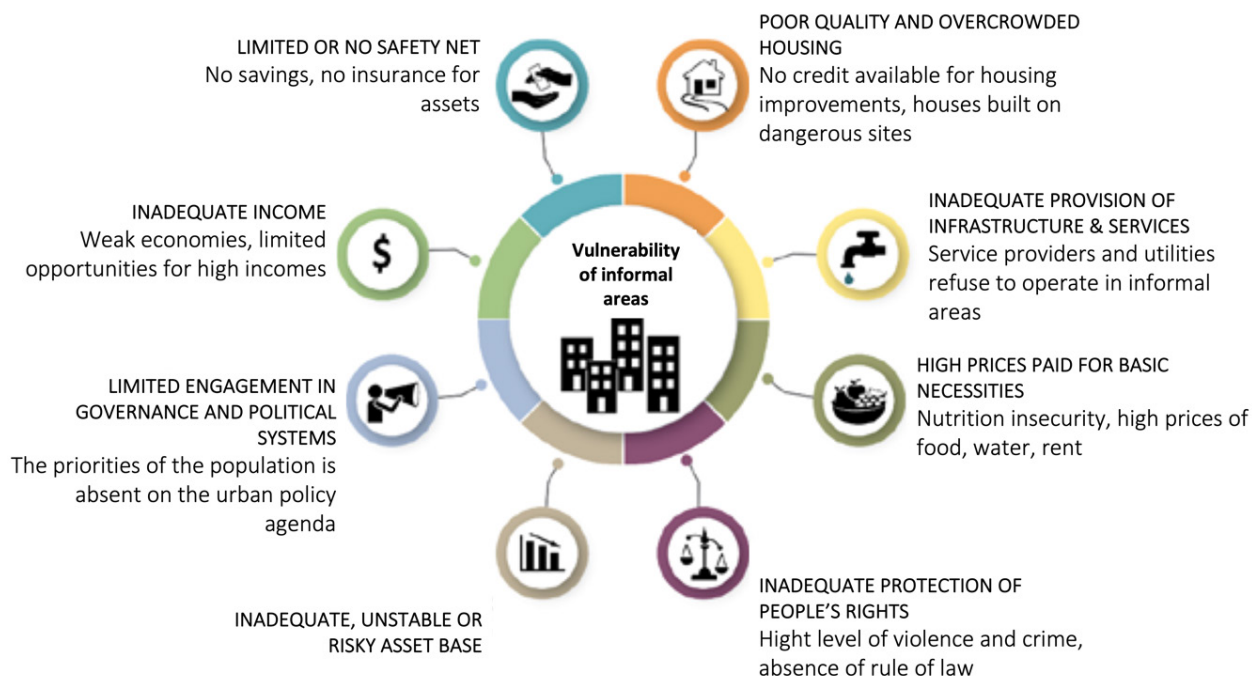 LIMITED OR NO SAFETY NET
No savings, no insurance for
assets
POOR QUALITY AND OVERCROWDED
HOUSING
No credit available for housing
improvements, houses built on
dangerous sites
INADEQUATE INCOME
Weak economies, limited
opportunities for high incomes
$
Vulnerability
of informal
areas
INADEQUATE PROVISION OF
INFRASTRUCTURE & SERVICES
Service providers and utilities
refuse to operate in informal
areas
LIMITED ENGAGEMENT IN
GOVERNANCE AND POLITICAL
SYSTEMS
The priorities of the population is
absent on the urban policy
agenda
HIGH PRICES PAID FOR BASIC
NECESSITIES
Nutrition insecurity, high prices of
food, water, rent
INADEQUATE, UNSTABLE OR
RISKY ASSET BASE
INADEQUATE PROTECTION OF
PEOPLE’S RIGHTS
Hight level of violence and crime,
absence of rule of law